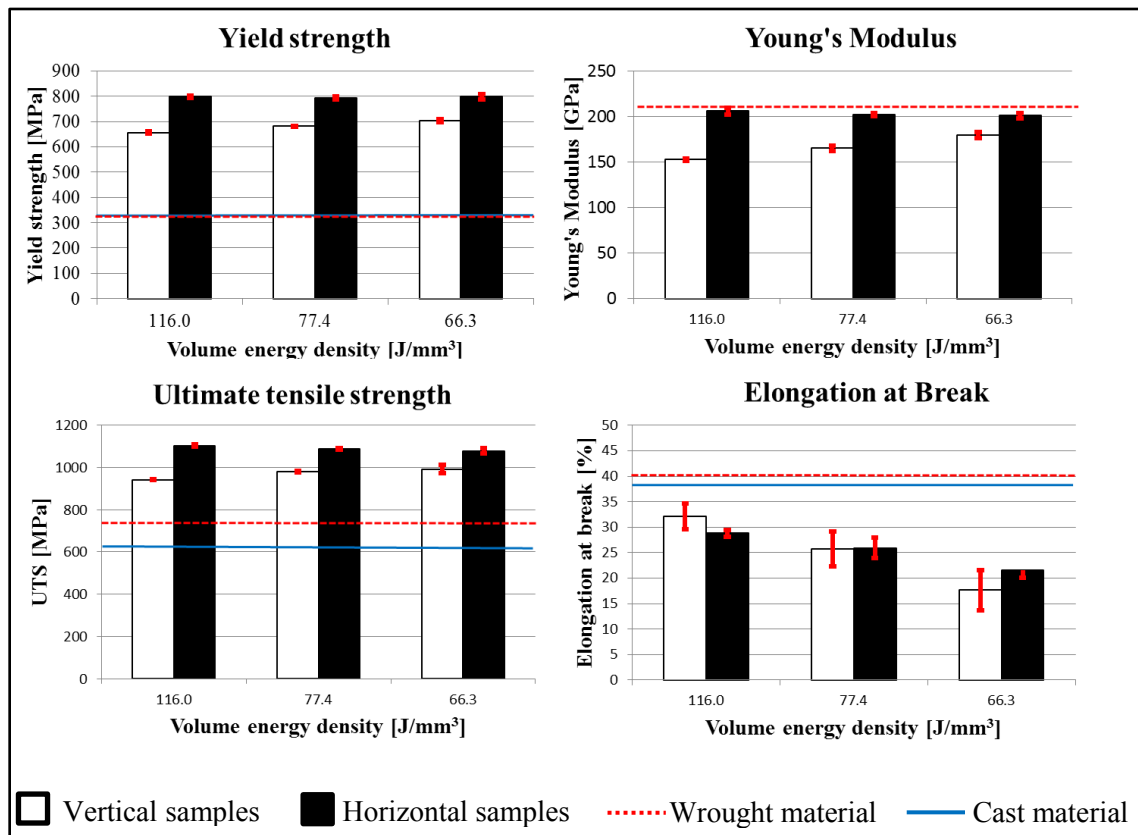 Yield strength
Yield strength [MPa]
900
800
700
600
500
400
300
200
100
0
116.0 77.4 66.3
Volume energy density [J/mm³]
Young's Modulus
Young's Modulus [GPa]
250
200
150
100
50
0
116.0 77.4 66.3
Volume energy density [J/mm³]
Ultimate tensile strength
UTS [MPa]
1200
1000
800
600
400
200
0
116.0 77.4 66.3
Volume energy density [J/mm³]
Elongation at Break
Elongation at break [%]
50
45
40
35
30
25
20
15
10
5
0
116.0 77.4 66.3
Volume energy density [J/mm³]
Vertical samples Horizontal samples Wrought material Cast material